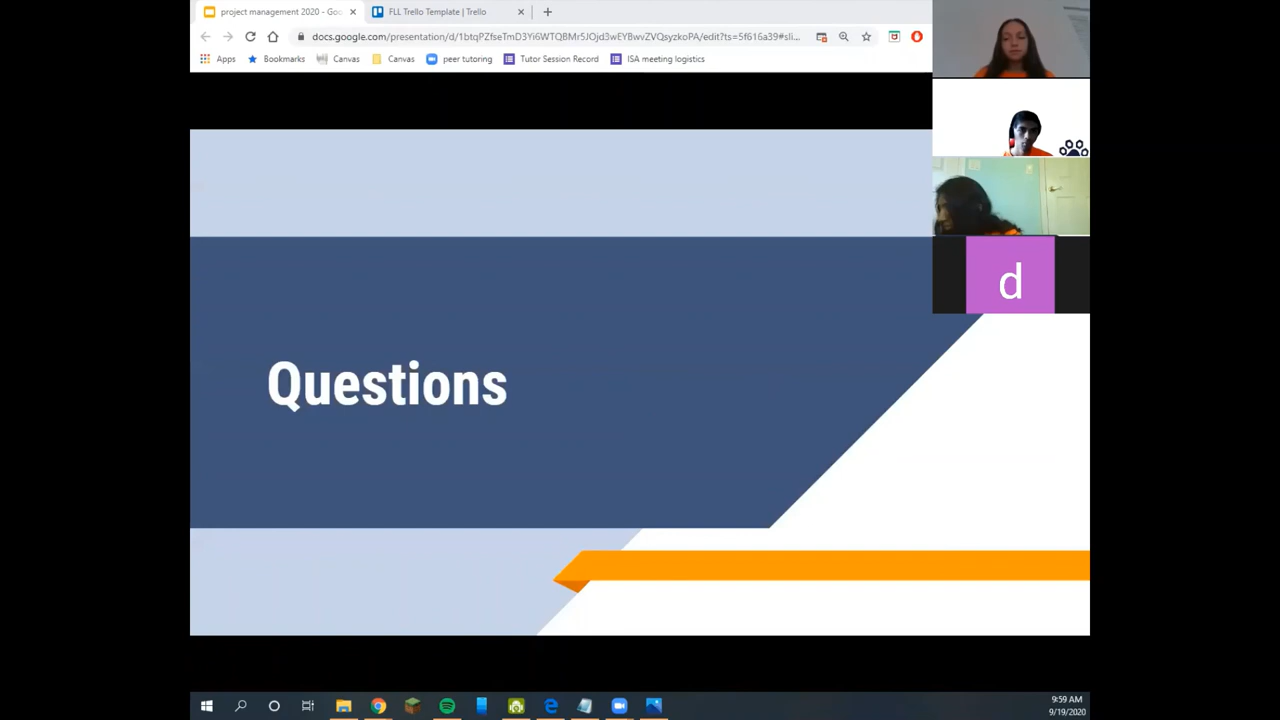 project management 2020 - Goo
FLL Trello Template | Trello
docs.google.com/presentation/d/1btqPZfseTmD3Yi6WTQBMr5JOjd3wEYBwvZVQsyzkoPA/edit?ts=5f616a39#sli...
Apps
Bookmarks
Canvas
Canvas
peer tutoring
Tutor Session Record
ISA meeting logistics
d
Questions
9:59 AM
9/19/2020